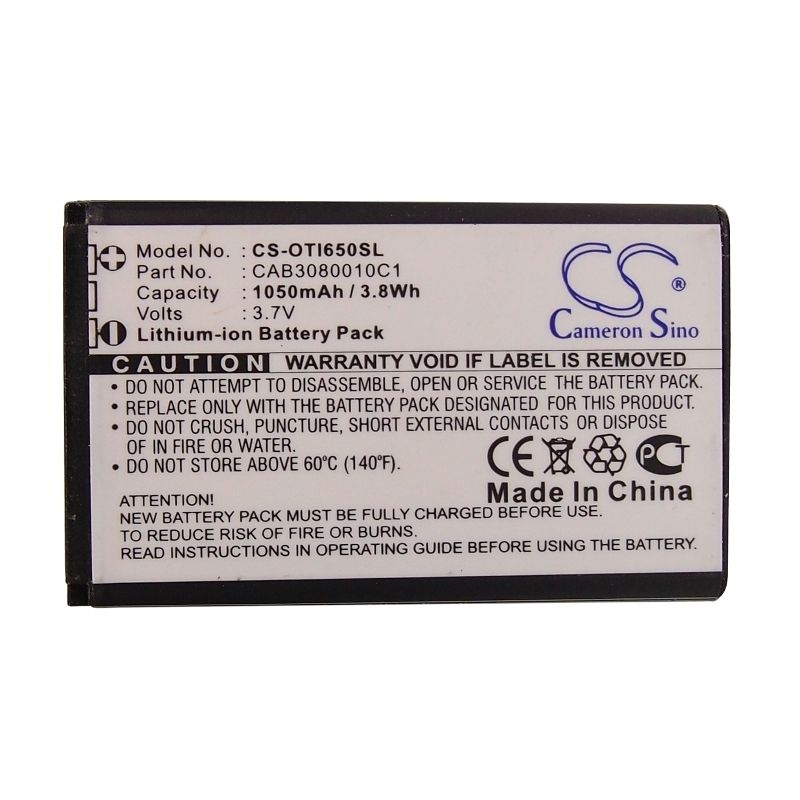 Model No. : CS-OTI650SL
Part No. : CAB3080010C1
Capacity : 1050mAh / 3.8Wh
Volts : 3.7V
Lithium-ion Battery Pack
CS ®
Cameron Sino
CAUTION WARRANTY VOID IF LABEL IS REMOVED
• DO NOT ATTEMPT TO DISASSEMBLE, OPEN OR SERVICE THE BATTERY PACK.
• REPLACE ONLY WITH THE BATTERY PACK DESIGNATED FOR THIS EQUIPMENT.
• DO NOT CRUSH, PUNCTURE, SHORT EXTERNAL CONTACTS OR DISPOSE
OF IN FIRE OR WATER.
• DO NOT STORE ABOVE 60℃ (140℉).
CE PCT
Made In China
ATTENTION!
NEW BATTERY PACK MUST BE FULLY CHARGED BEFORE FIRST USE
TO REDUCE RISK OF FIRE OR BURNS.
READ INSTRUCTIONS IN OPERATING GUIDE BEFORE USING BATTERY.